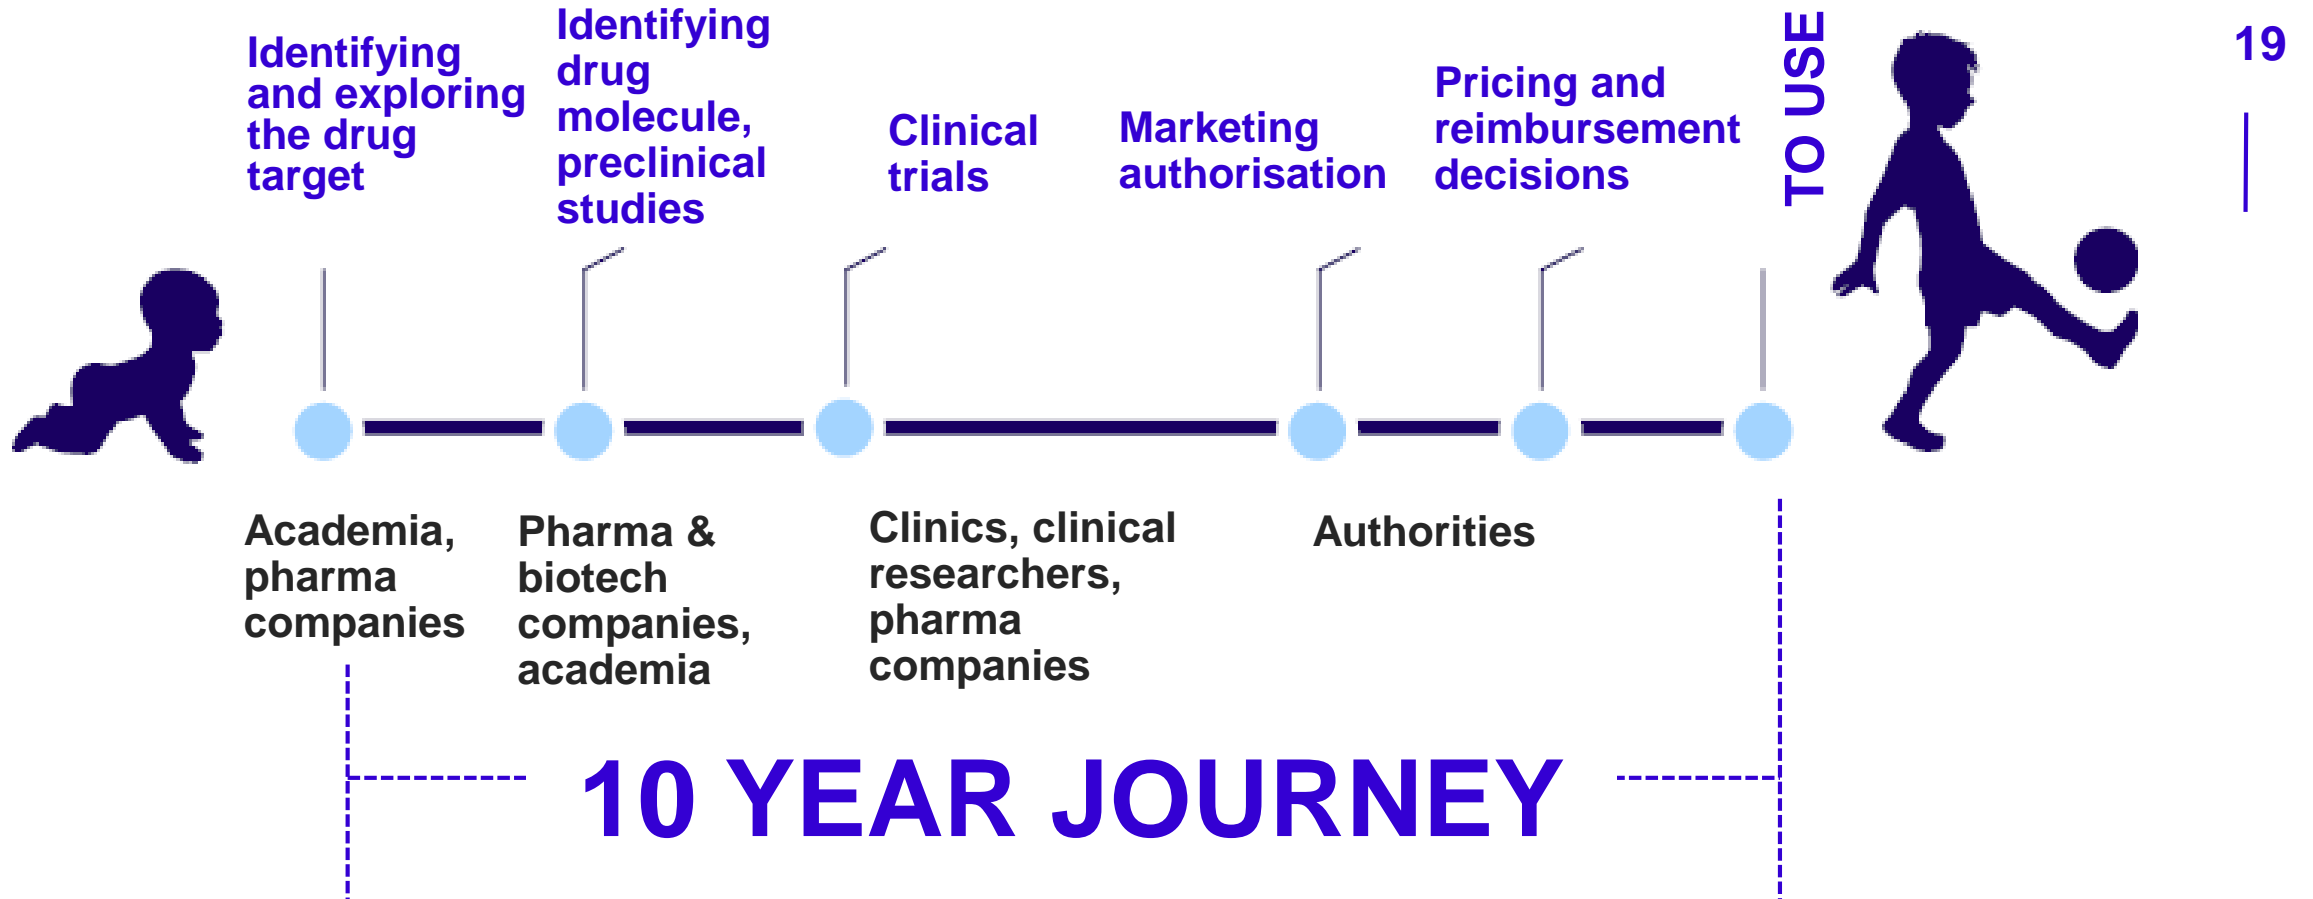 Identifying
and exploring
the drug
target
Identifying
drug
molecule,
preclinical
studies
Clinical
trials
Marketing
authorisation
Pricing and
reimbursement
decisions
TO USE
19
Academia,
pharma
companies
Pharma &
biotech
companies,
academia
Clinics, clinical
researchers,
pharma
companies
Authorities
10 YEAR JOURNEY